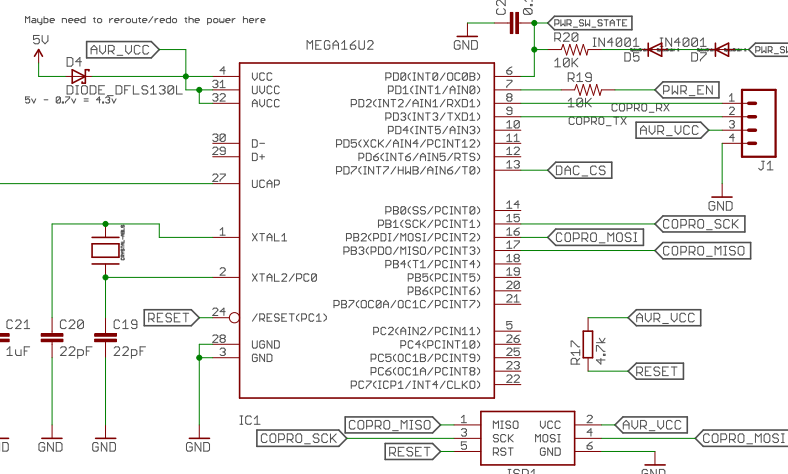 Maybe need to reroute/redo the power here
5V
AVR_VCC
D4
DIODE_DFLS130L
5v - 0.7v = 4.3v
MEGA16U2
4 VCC
31 UVCC
32 AVCC
30 D-
29 D+
27 UCAP
1 XTAL1
2 XTAL2/PC0
RESET 24 /RESET(PC1)
28 UGND
3 GND
PD0(INT0/OC0B) 6
PD1(INT1/AIN0) 7
PD2(INT2/AIN1/RXD1) 8
PD3(INT3/TXD1) 9
PD4(INT5/AIN3) 10
PD5(XCK/AIN4/PCINT12) 11
PD6(INT6/AIN5/RTS) 12
PD7(INT7/HWB/AIN6/T0) 13 DAC_CS
PB0(SS/PCINT0) 14
PB1(SCK/PCINT1) 15 COPRO_SCK
PB2(PDI/MOSI/PCINT2) 16 COPRO_MOSI
PB3(PDO/MISO/PCINT3) 17 COPRO_MISO
PB4(T1/PCINT4) 18
PB5(PCINT5) 19
PB6(PCINT6) 20
PB7(OC0A/OC1C/PCINT7) 21
PC2(AIN2/PCIN11) 5
PC4(PCINT10) 26
PC5(OC1B/PCINT9) 25
PC6(OC1A/PCINT8) 23
PC7(ICP1/INT4/CLKO) 22
IC1
GND
PWR_SW_STATE
R20
10K
IN4001 IN4001
D5 D7
R19
10K
PWR_EN
COPRO_RX
COPRO_TX
AVR_VCC
1
2
3
4
J1
GND
C21
1uF
C20
22pF
C19
22pF
GND
GND
GND
AVR_VCC
R17
4.7k
RESET
COPRO_MISO 1 MISO VCC 2 AVR_VCC
COPRO_SCK 3 SCK MOSI 4 COPRO_MOSI
RESET 5 RST GND 6
ISP1
GND